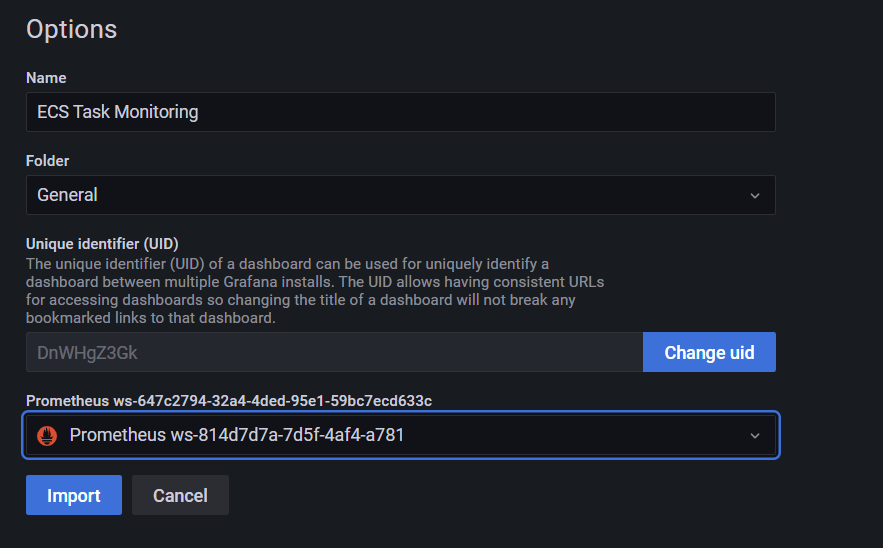 Options
Name
ECS Task Monitoring
Folder
General
Unique identifier (UID)
The unique identifier (UID) of a dashboard can be used for uniquely identify a
dashboard between multiple Grafana installs. The UID allows having consistent URLs
for accessing dashboards so changing the title of a dashboard will not break any
bookmarked links to that dashboard.
DnWHgZ3Gk
Change uid
Prometheus ws-647c2794-32a4-4ded-95e1-59bc7ecd633c
Prometheus ws-814d7d7a-7d5f-4af4-a781
Import
Cancel